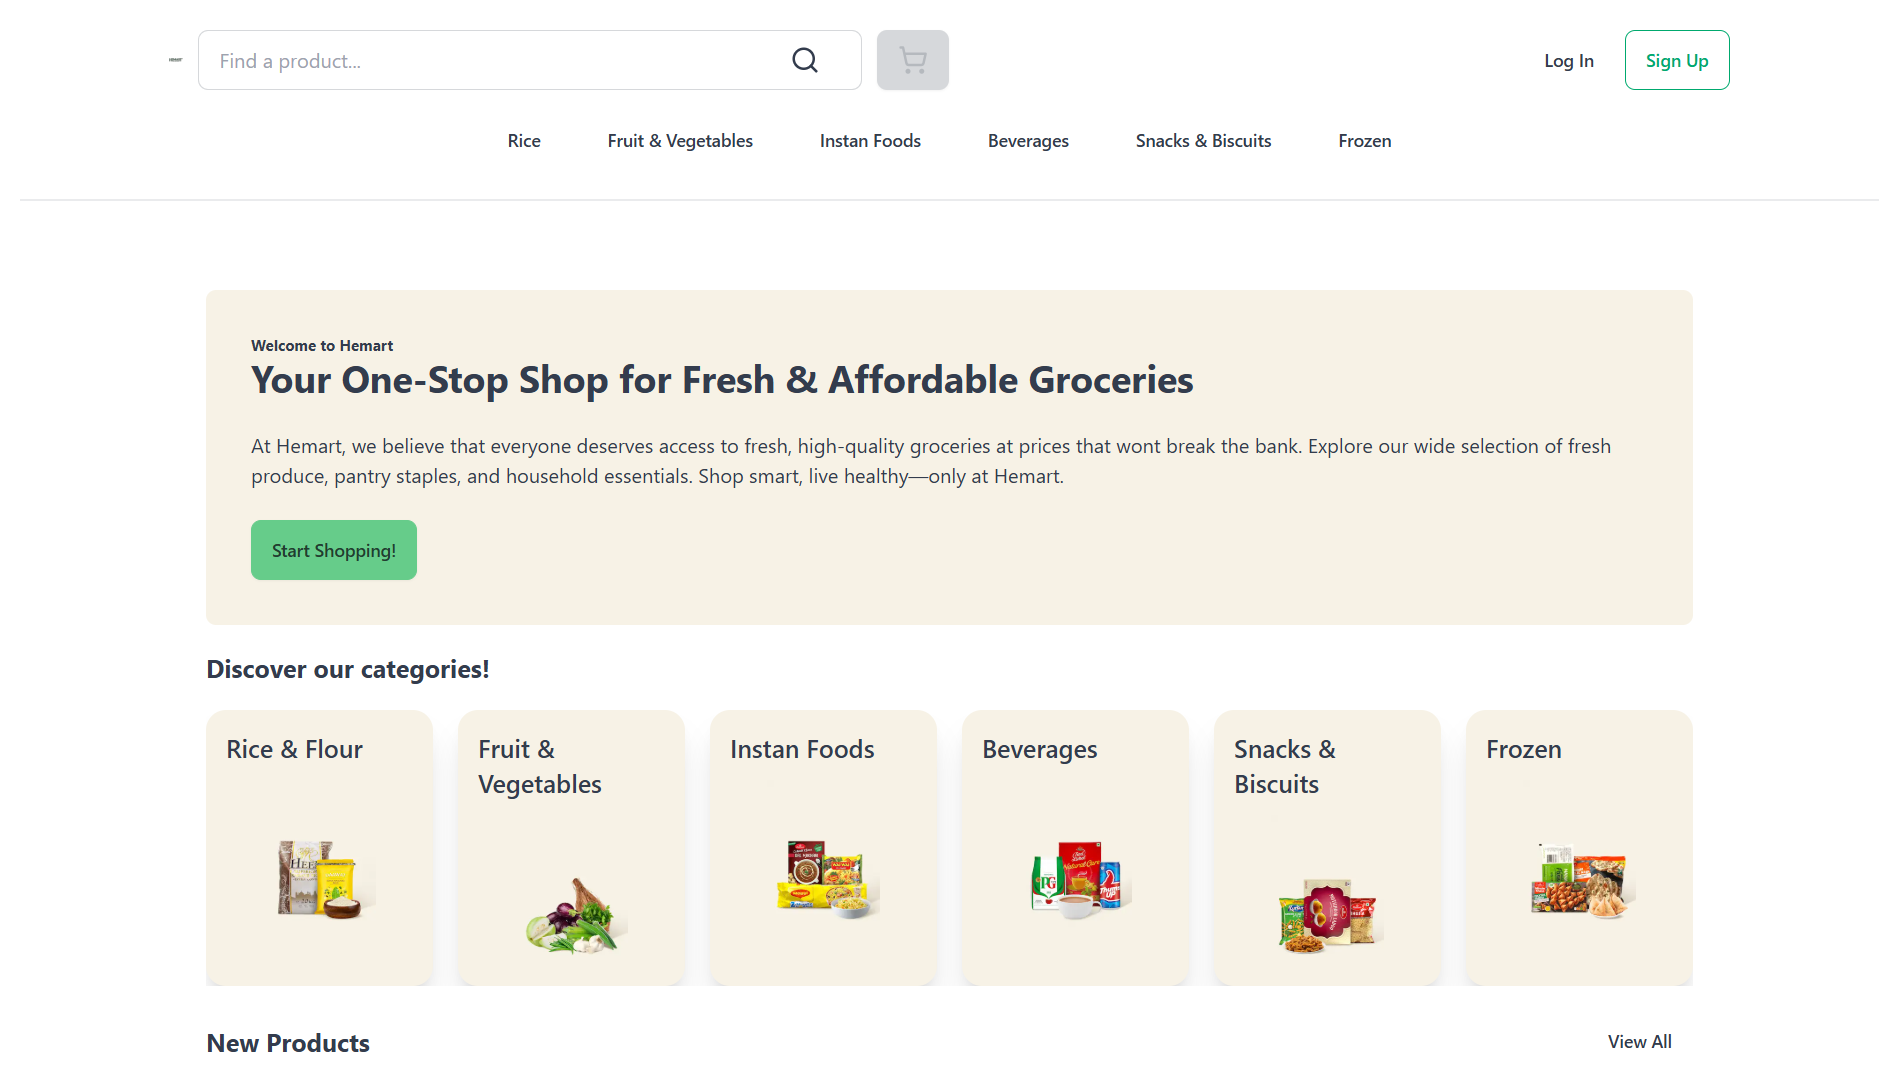 Find a product...
Log In
Sign Up
Rice
Fruit & Vegetables
Instan Foods
Beverages
Snacks & Biscuits
Frozen
Welcome to Hemart
Your One-Stop Shop for Fresh & Affordable Groceries
At Hemart, we believe that everyone deserves access to fresh, high-quality groceries at prices that wont break the bank. Explore our wide selection of fresh
produce, pantry staples, and household essentials. Shop smart, live healthy—only at Hemart.
Start Shopping!
Discover our categories!
Rice & Flour
Fruit &
Vegetables
Instan Foods
Beverages
Snacks &
Biscuits
Frozen
PG
New Products
View All